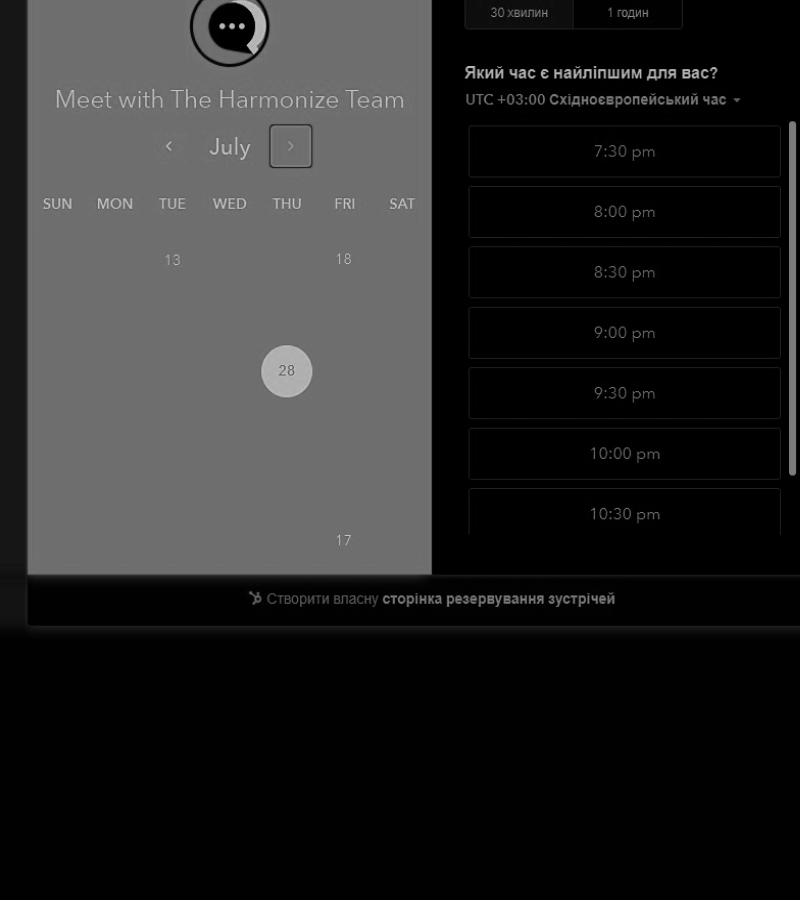 Meet with The Harmonize Team
July
SUN MON TUE WED THU FRI SAT
13 18
28
17
30 хвилин 1 годин
Який час є найліпшим для вас?
UTC +03:00 Східноєвропейський час
7:30 pm
8:00 pm
8:30 pm
9:00 pm
9:30 pm
10:00 pm
10:30 pm
Створити власну сторінка резервування зустрічей